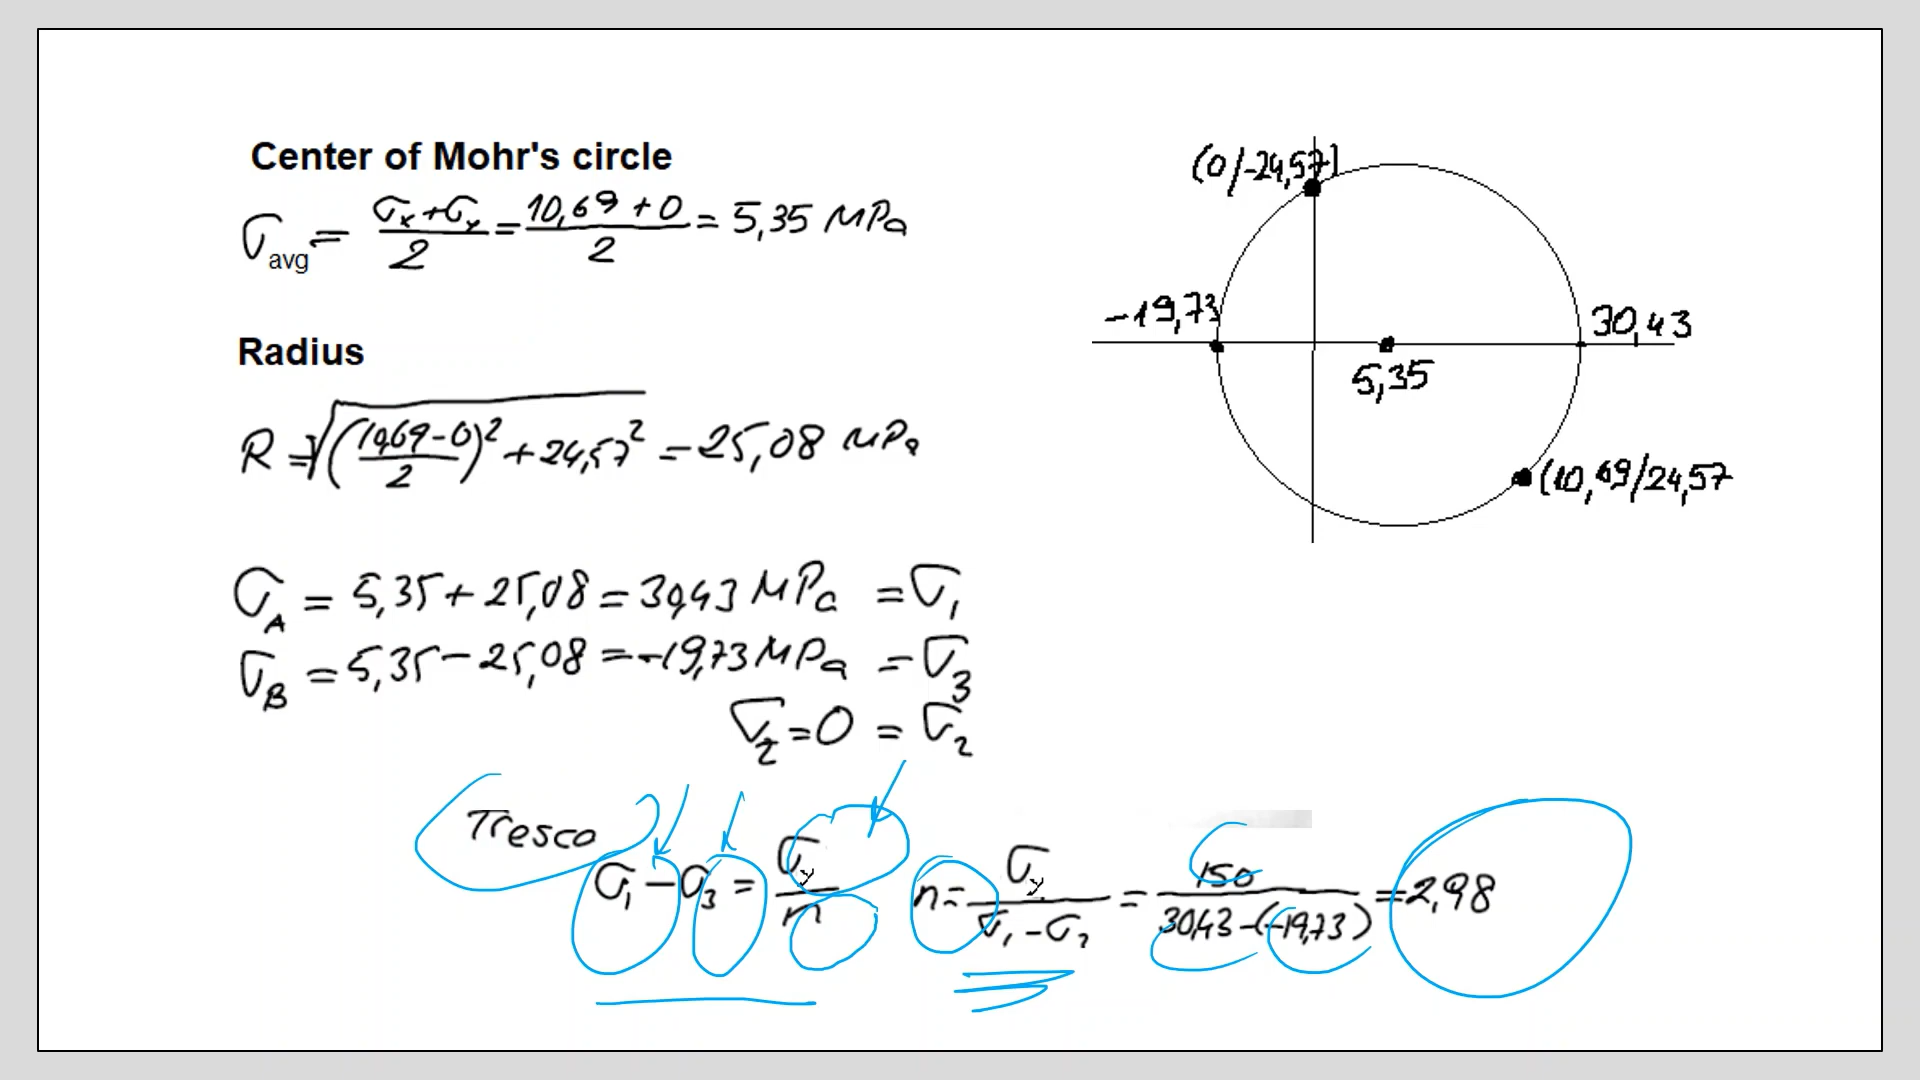 Center of Mohr's circle
σavg = (σx + σy)/2 = (10,69 + 0)/2 = 5,35 MPa
Radius
R = √(((10,69 - 0)/2)² + 24,57²) = 25,08 MPa
σA = 5,35 + 25,08 = 30,43 MPa = σ1
σB = 5,35 - 25,08 = -19,73 MPa = σ3
σz = 0 = σ2
Tresco
σ1 - σ3 = σy/n
n = σy/(σ1 - σ3) = 150/(30,43 - (-19,73)) = 2,98
(0/-24,57)
-19,73
30,43
5,35
(10,69/24,57